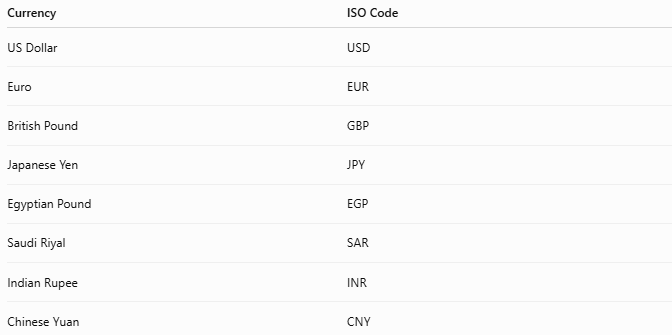 Currency ISO Code
US Dollar USD
Euro EUR
British Pound GBP
Japanese Yen JPY
Egyptian Pound EGP
Saudi Riyal SAR
Indian Rupee INR
Chinese Yuan CNY